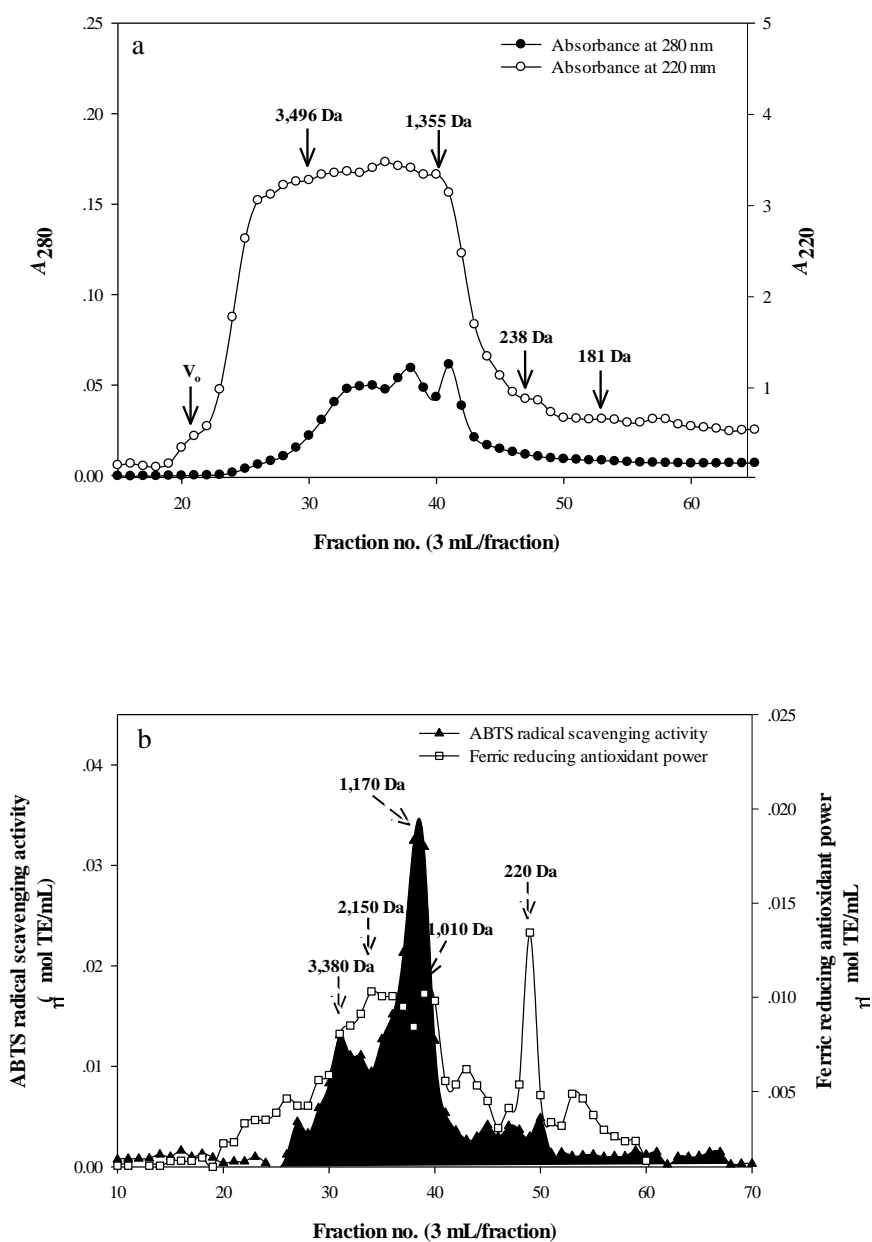 a
Absorbance at 280 nm
Absorbance at 220 mm
.25
.20
.15
.10
.05
0.00
5
4
3
2
1
0
A280
A220
3,496 Da
1,355 Da
238 Da
181 Da
Vo
20
30
40
50
60
Fraction no. (3 mL/fraction)
b
ABTS radical scavenging activity
Ferric reducing antioxidant power
.04
.03
.02
.01
0.00
.025
.020
.015
.010
.005
ABTS radical scavenging activity
mol TE/mL)
Ferric reducing antioxidant power
mol TE/mL
1,170 Da
220 Da
2,150 Da
1,010 Da
3,380 Da
10
20
30
40
50
60
70
Fraction no. (3 mL/fraction)